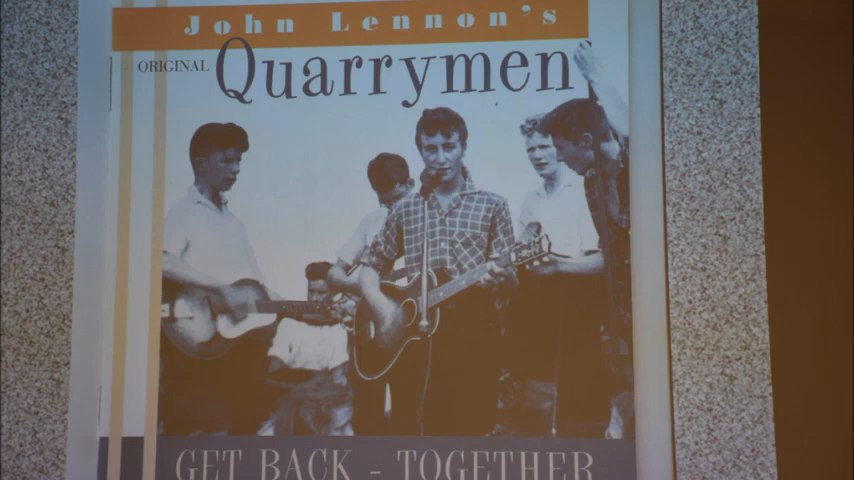 John Lennon's
ORIGINAL Quarrymen
GET BACK - TOGETHER